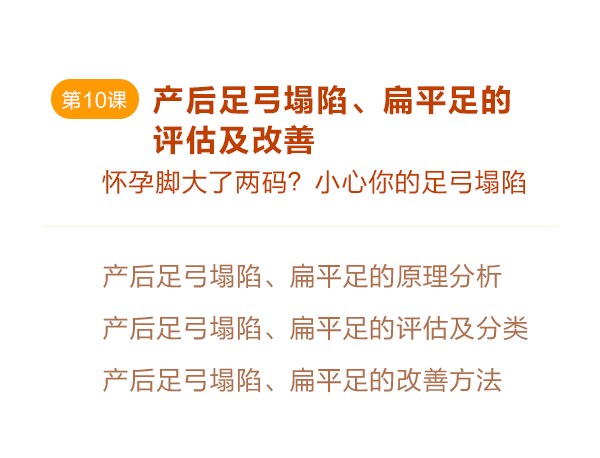 第10课
产后足弓塌陷、扁平足的
评估及改善
怀孕脚大了两码？小心你的足弓塌陷
产后足弓塌陷、扁平足的原理分析
产后足弓塌陷、扁平足的评估及分类
产后足弓塌陷、扁平足的改善方法